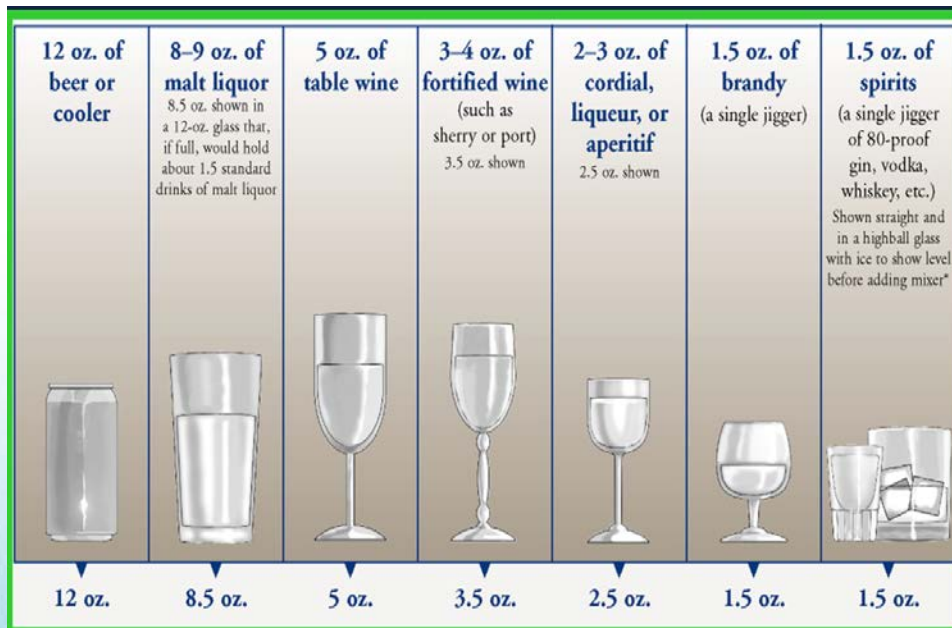 12 oz. of
beer or
cooler
8–9 oz. of
malt liquor
8.5 oz. shown in
a 12-oz. glass that,
if full, would hold
about 1.5 standard
drinks of malt liquor
5 oz. of
table wine
3–4 oz. of
fortified wine
(such as
sherry or port)
3.5 oz. shown
2–3 oz. of
cordial,
liqueur, or
aperitif
2.5 oz. shown
1.5 oz. of
brandy
(a single jigger)
1.5 oz. of
spirits
(a single jigger
of 80-proof
gin, vodka,
whiskey, etc.)
Shown straight and
in a highball glass
with ice to show level
before adding mixer*
12 oz.
8.5 oz.
5 oz.
3.5 oz.
2.5 oz.
1.5 oz.
1.5 oz.